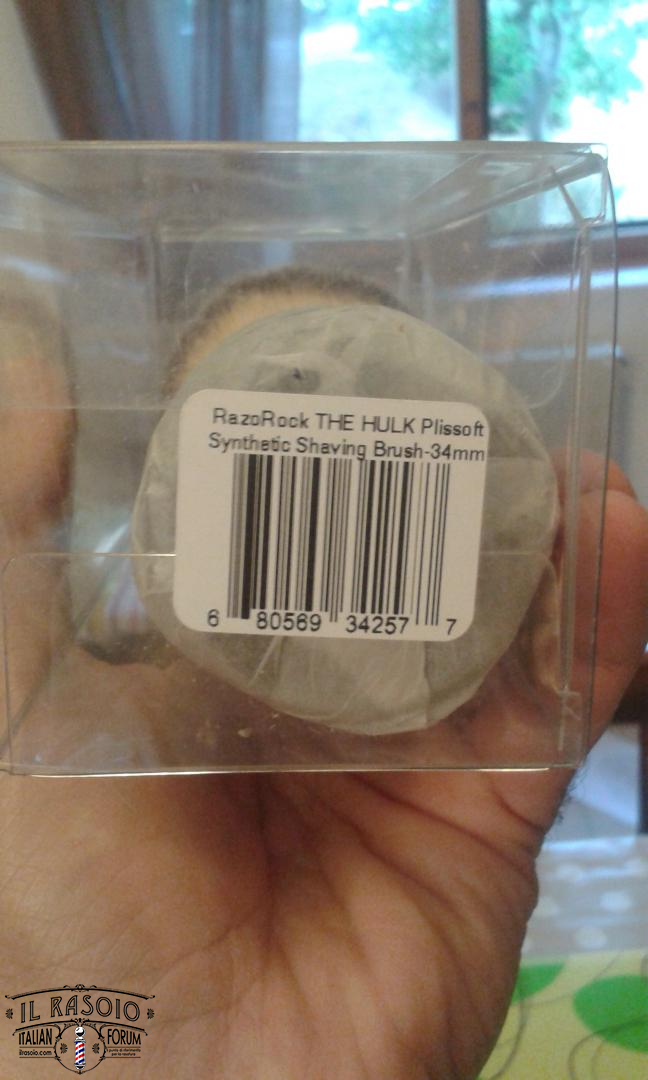 RazoRock THE HULK Plissoft
Synthetic Shaving Brush-34mm
6 80569 34257 7
IL RASOIO
ITALIAN FORUM
ilrasoio.com